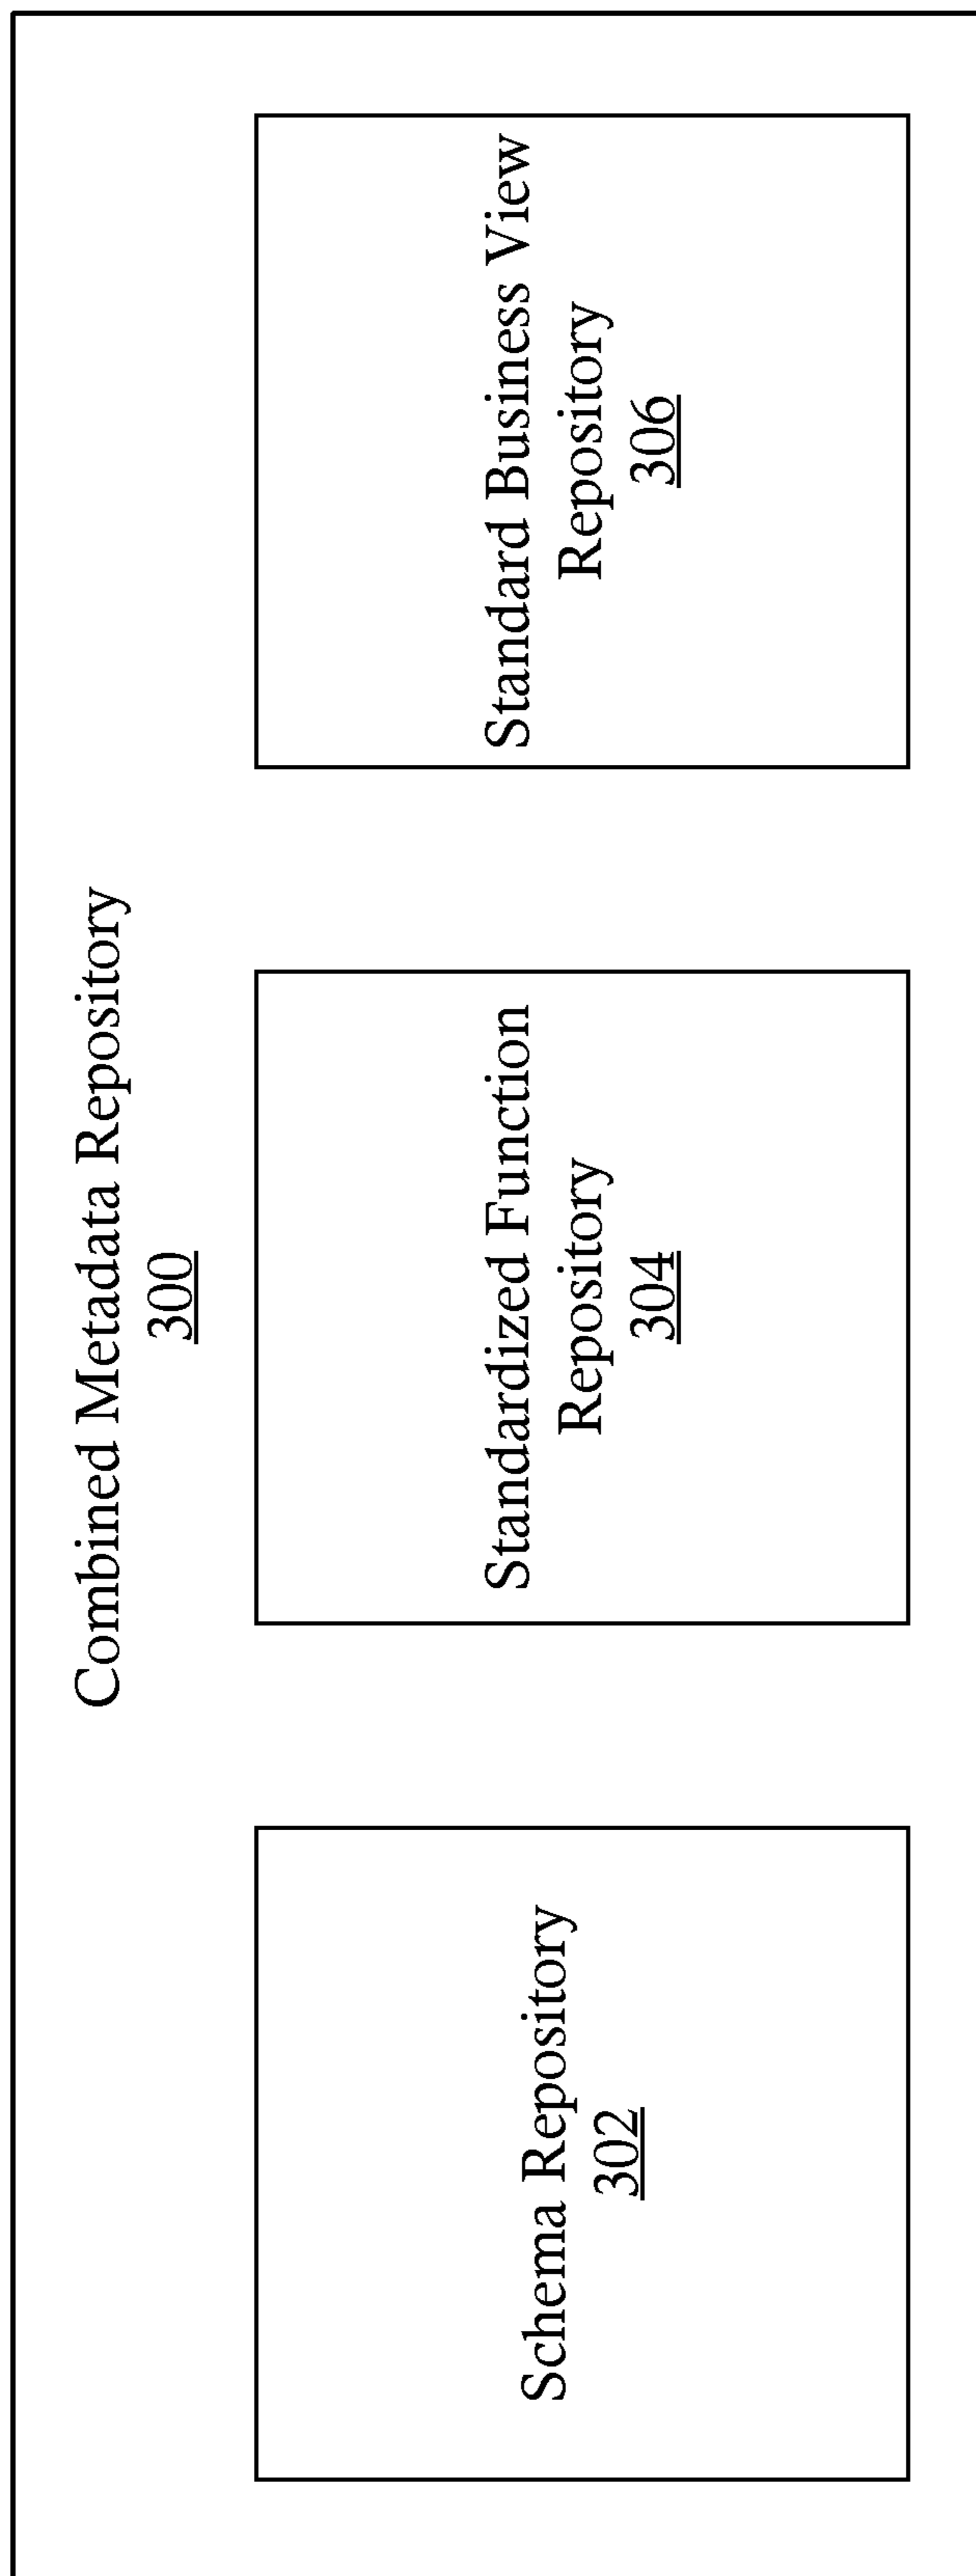 Combined Metadata Repository
300
Schema Repository
302
Standardized Function
Repository
304
Standard Business View
Repository
306